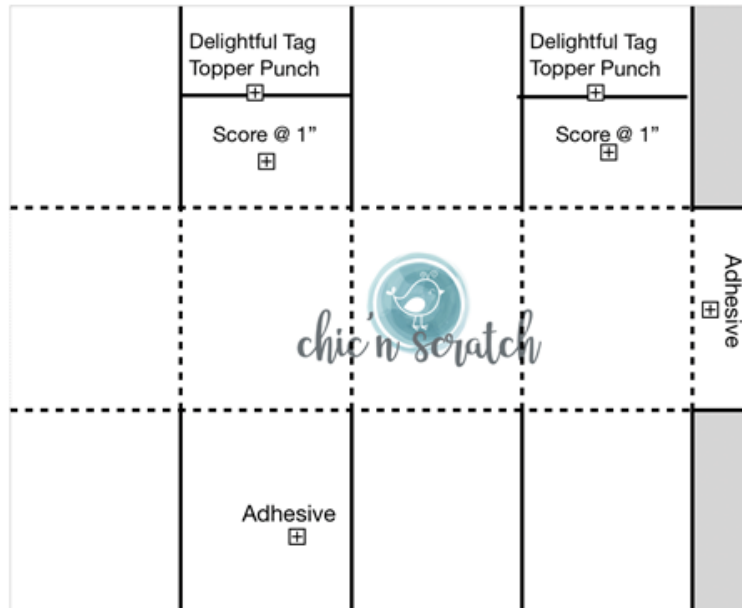 Delightful Tag
Topper Punch
Delightful Tag
Topper Punch
Score @ 1”
Score @ 1”
Adhesive
chic'n scratch
Adhesive